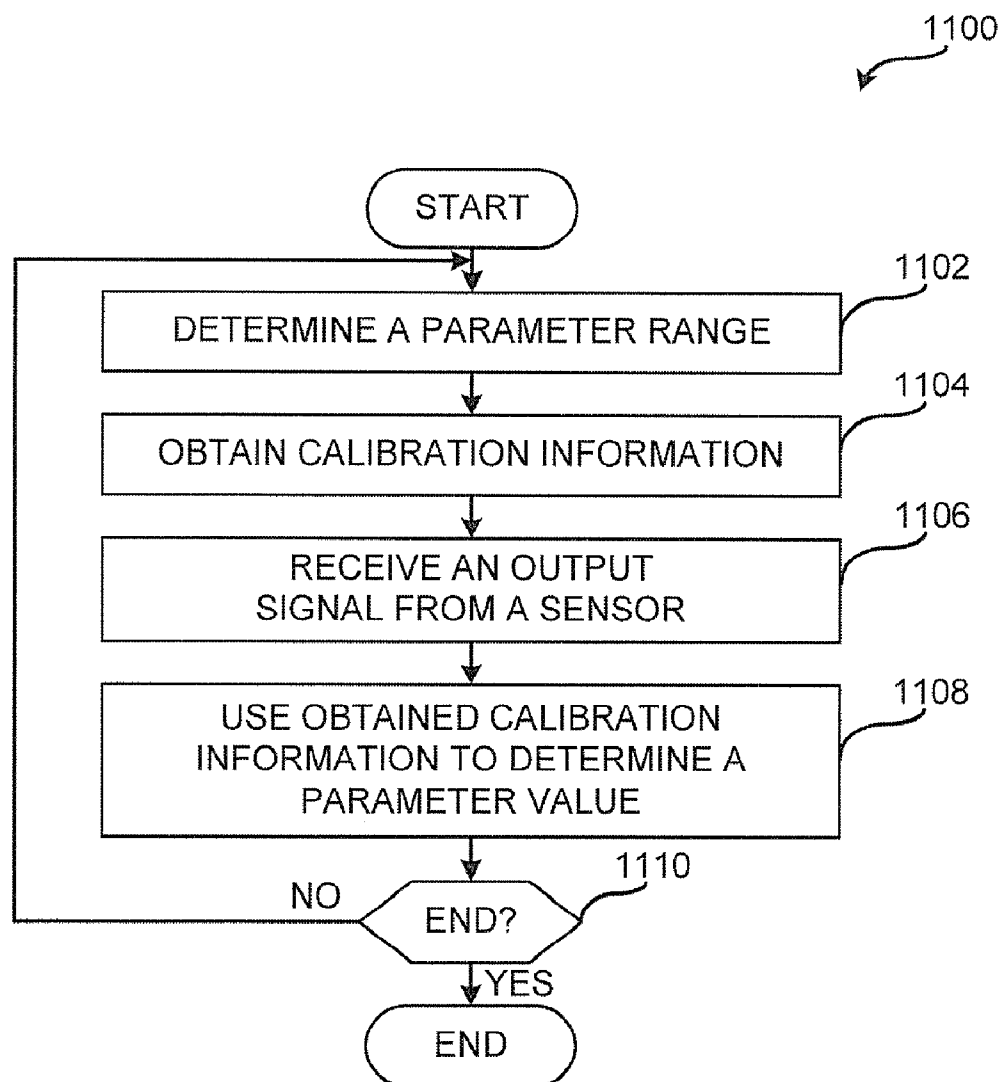 1100
START
1102
DETERMINE A PARAMETER RANGE
1104
OBTAIN CALIBRATION INFORMATION
1106
RECEIVE AN OUTPUT
SIGNAL FROM A SENSOR
1108
USE OBTAINED CALIBRATION
INFORMATION TO DETERMINE A
PARAMETER VALUE
1110
NO
END?
YES
END